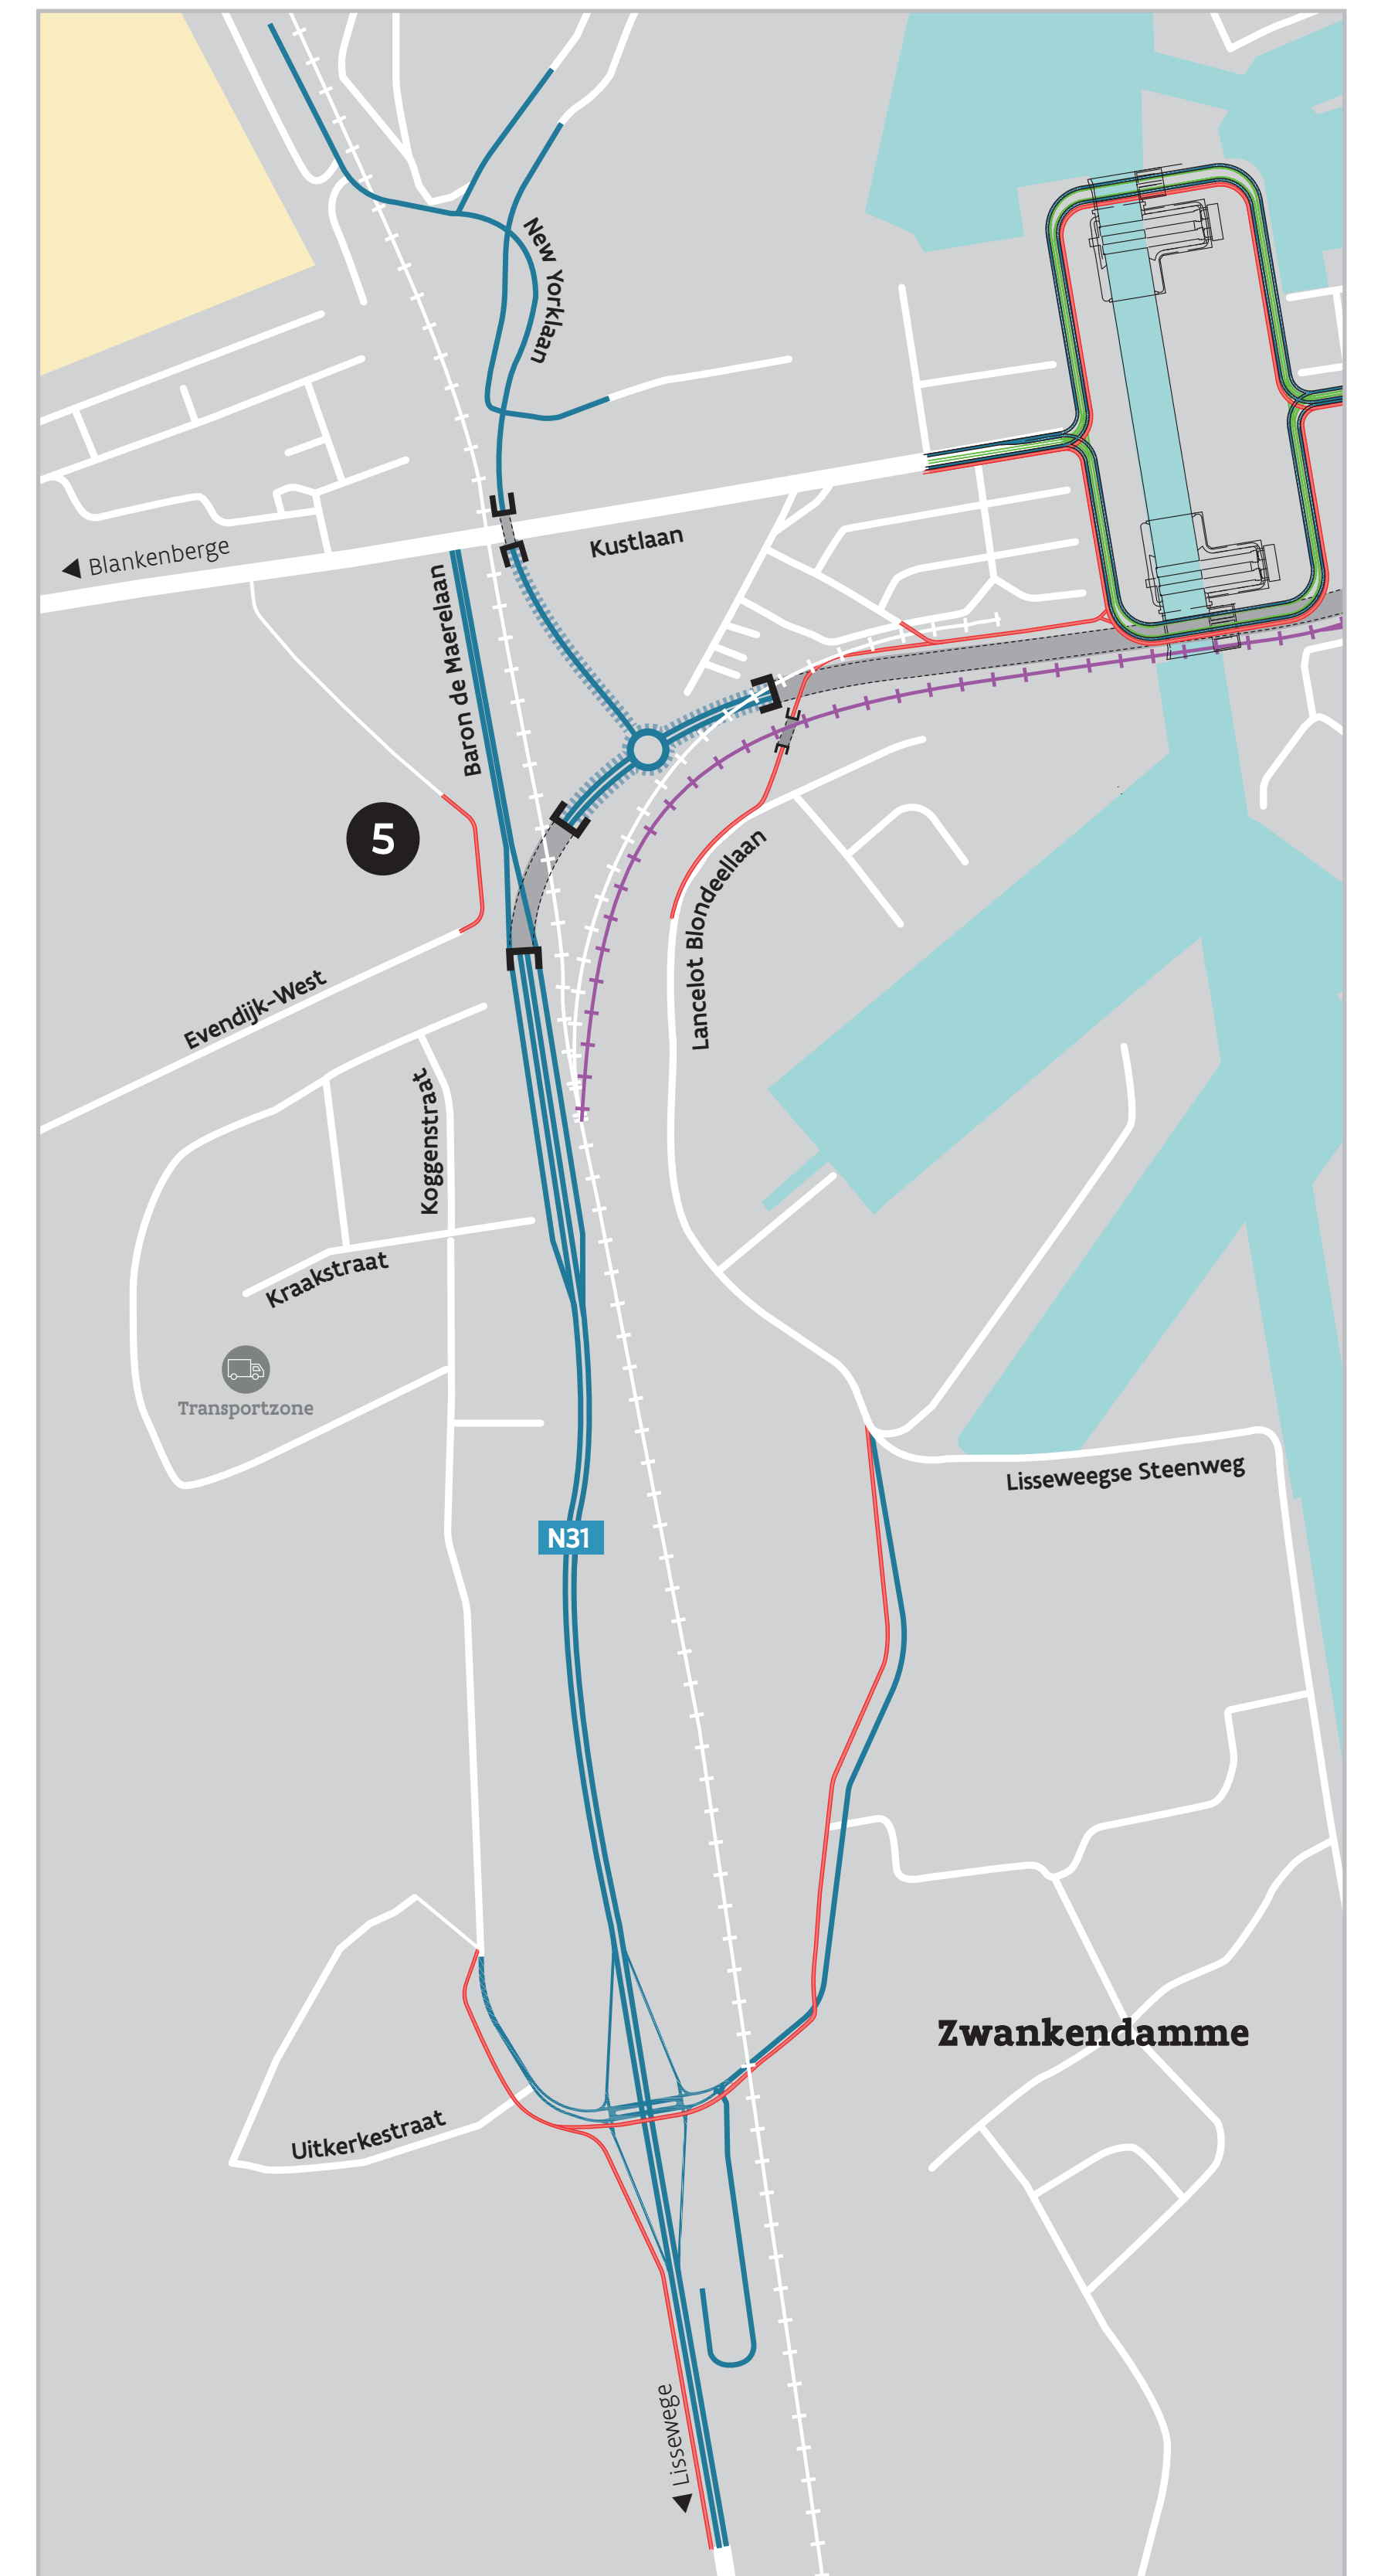 New Yorklaan
Kustlaan
◀ Blankenberge
Baron de Maerelaan
5
Lancelot Blondeellaan
Evendijk-West
Koggenstraat
Kraakstraat
Transportzone
Lisseweegse Steenweg
N31
Zwankendamme
Uitkerkestraat
◀ Lissewege